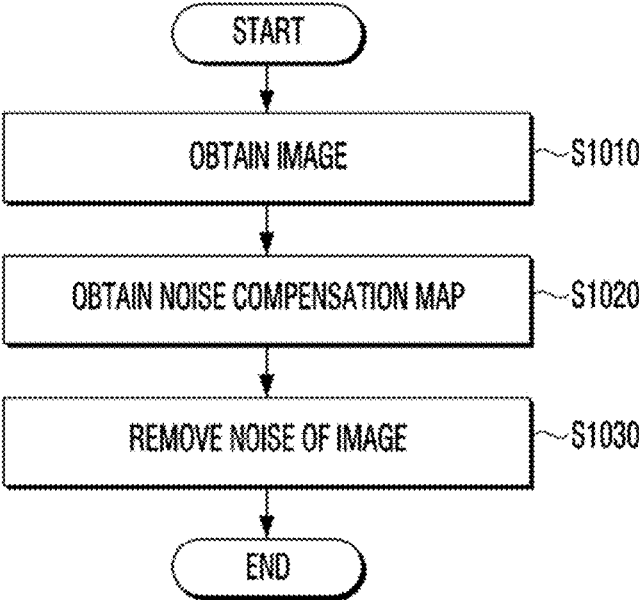 START
OBTAIN IMAGE
S1010
OBTAIN NOISE COMPENSATION MAP
S1020
REMOVE NOISE OF IMAGE
S1030
END